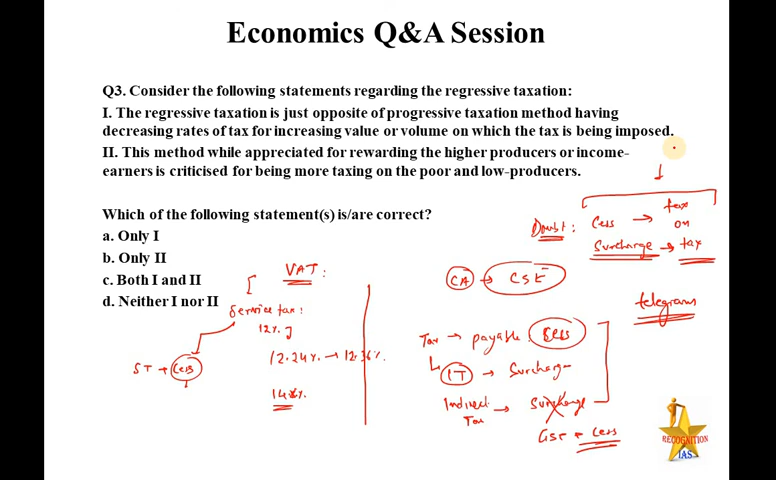 Economics Q&A Session
Q3. Consider the following statements regarding the regressive taxation:
I. The regressive taxation is just opposite of progressive taxation method having
decreasing rates of tax for increasing value or volume on which the tax is being imposed.
II. This method while appreciated for rewarding the higher producers or income-
earners is criticised for being more taxing on the poor and low-producers.
Which of the following statement(s) is/are correct?
a. Only I
b. Only II
c. Both I and II
d. Neither I nor II
Doubt: Cess → tax
on
Surcharge → tax
VAT:
CA → CSE
telegram
Service tax:
12%
12.24% → 12.36%
ST + Cess
14%
Tax → payable Cess
IT → Surcharge
Indirect → Surcharge
Tax
GST + Cess
RECOGNITION
IAS